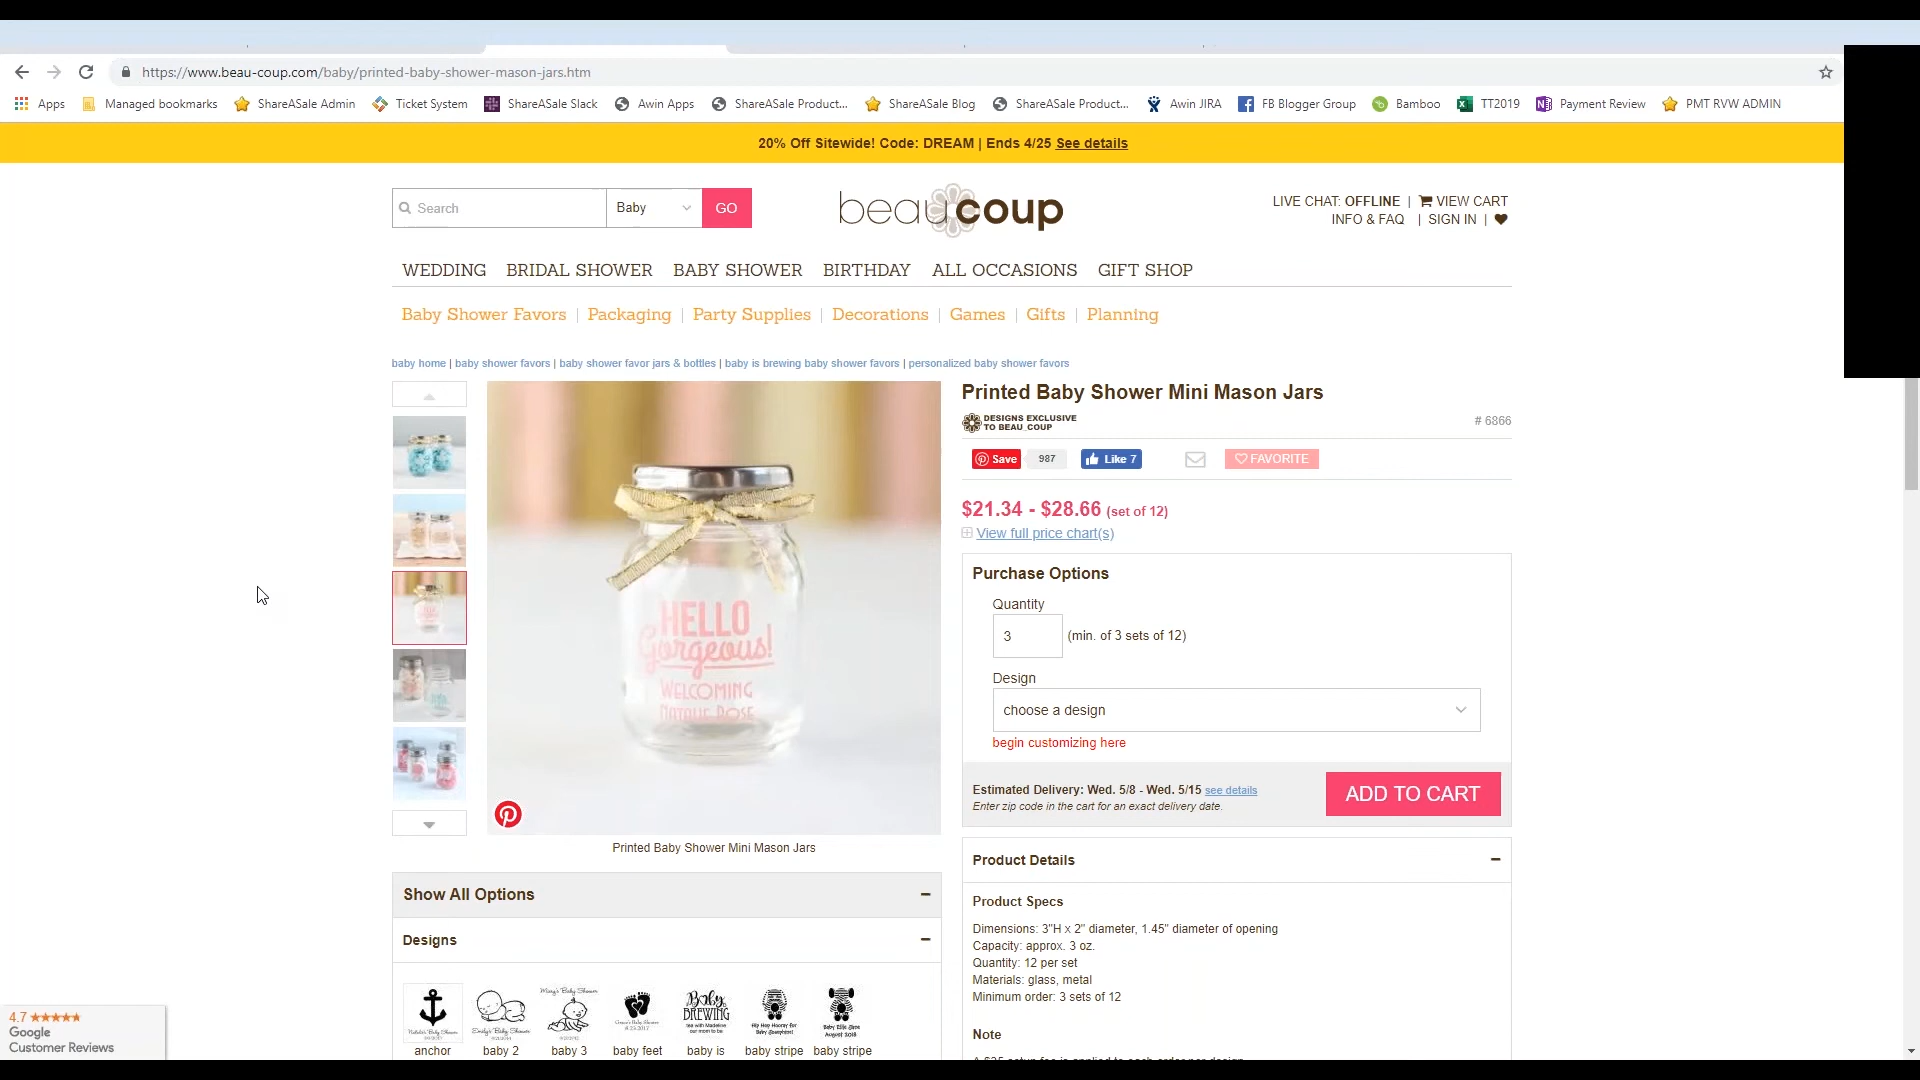 https://www.beau-coup.com/baby/printed-baby-shower-mason-jars.htm
Apps Managed bookmarks ShareASale Admin Ticket System ShareASale Slack Awin Apps ShareASale Product... ShareASale Blog ShareASale Product... Awin JIRA FB Blogger Group Bamboo TT2019 Payment Review PMT RVW ADMIN
20% Off Sitewide! Code: DREAM | Ends 4/25 See details
Search Baby GO
beau-coup
LIVE CHAT: OFFLINE | VIEW CART
INFO & FAQ | SIGN IN |
WEDDING BRIDAL SHOWER BABY SHOWER BIRTHDAY ALL OCCASIONS GIFT SHOP
Baby Shower Favors | Packaging | Party Supplies | Decorations | Games | Gifts | Planning
baby home | baby shower favors | baby shower favor jars & bottles | baby is brewing baby shower favors | personalized baby shower favors
HELLO
Gorgeous!
WELCOMING
NATALIE ROSE
Printed Baby Shower Mini Mason Jars
Show All Options
Designs
anchor baby 2 baby 3 baby feet baby is baby stripe baby stripe
Printed Baby Shower Mini Mason Jars
DESIGNS EXCLUSIVE
TO BEAU_COUP
# 6866
Save 987 Like 7 FAVORITE
$21.34 - $28.66 (set of 12)
View full price chart(s)
Purchase Options
Quantity
3 (min. of 3 sets of 12)
Design
choose a design
begin customizing here
Estimated Delivery: Wed. 5/8 - Wed. 5/15 see details
Enter zip code in the cart for an exact delivery date.
ADD TO CART
Product Details
Product Specs
Dimensions: 3"H x 2" diameter, 1.45" diameter of opening
Capacity: approx. 3 oz.
Quantity: 12 per set
Materials: glass, metal
Minimum order: 3 sets of 12
Note
4.7
Google
Customer Reviews